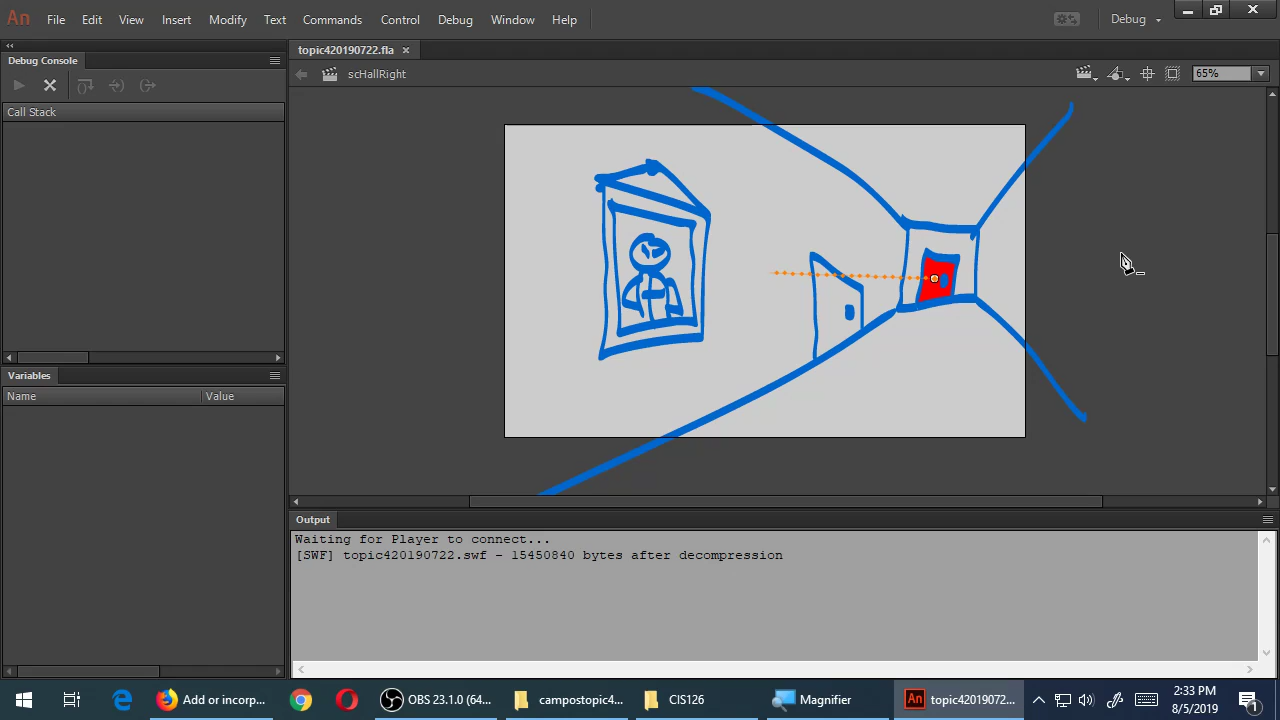 An File Edit View Insert Modify Text Commands Control Debug Window Help Debug
Debug Console
topic420190722.fla
scHallRight 65%
Call Stack
Variables
Name Value
Output
Waiting for Player to connect...
[SWF] topic420190722.swf - 15450840 bytes after decompression
Add or incorp... OBS 23.1.0 (64... campostopic4... CIS126 Magnifier An topic42019072...
2:33 PM
8/5/2019
1